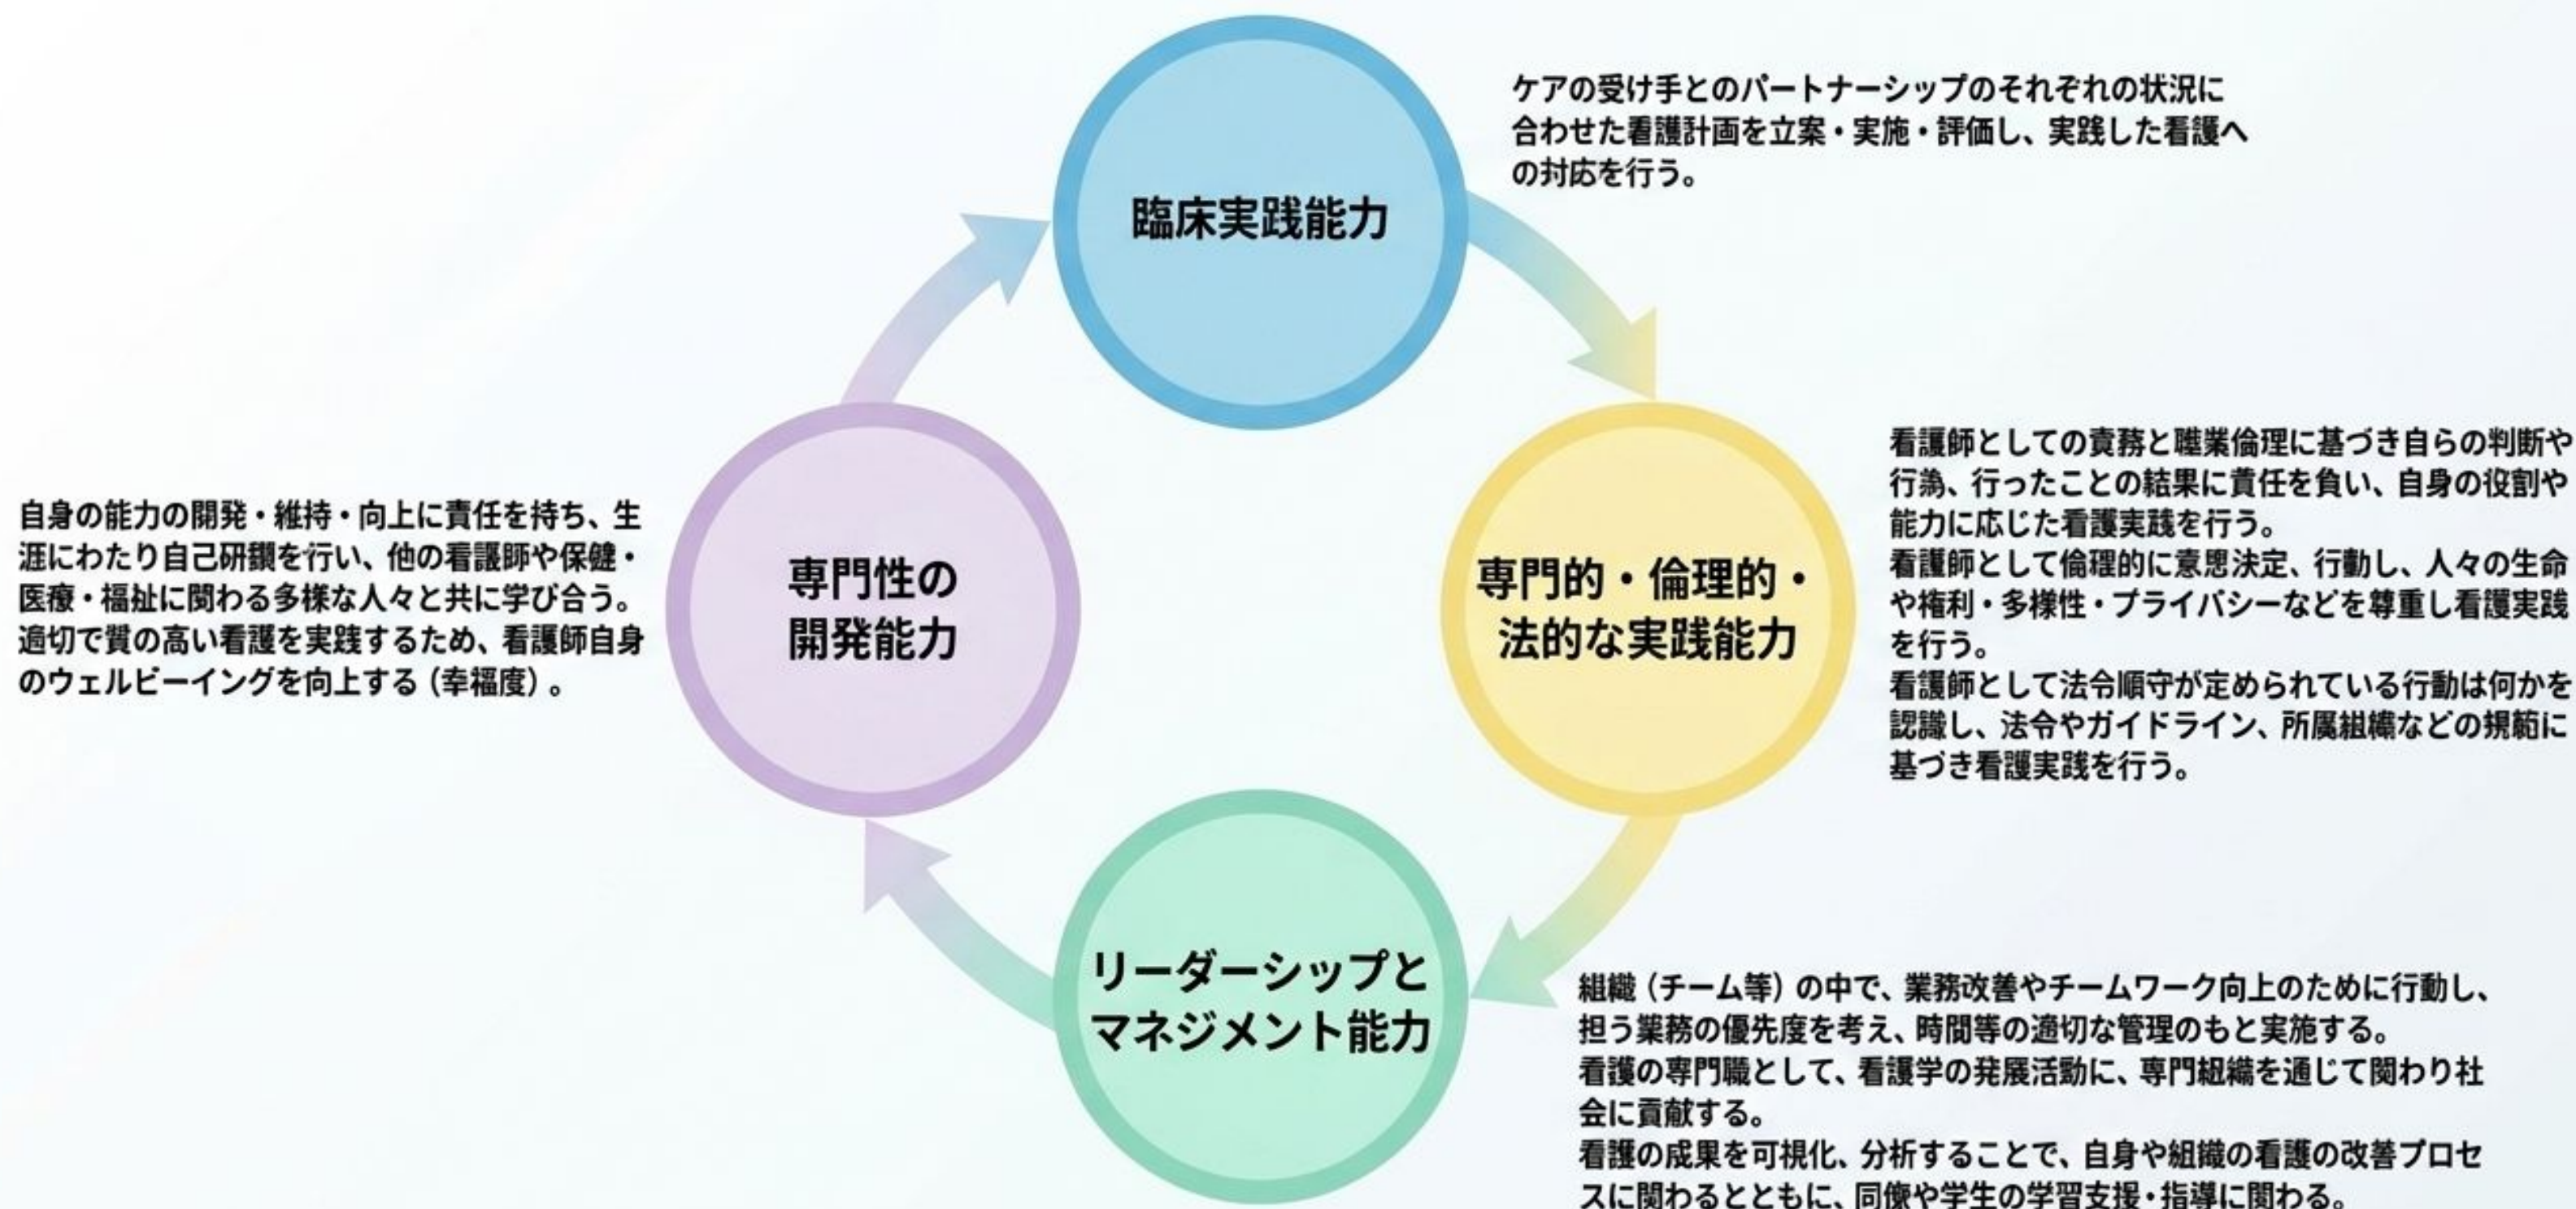 臨床実践能力
ケアの受け手とのパートナーシップのそれぞれの状況に
合わせた看護計画を立案・実施・評価し、実践した看護へ
の対応を行う。
専門的・倫理的・
法的な実践能力
看護師としての責務と職業倫理に基づき自らの判断や
行為、行ったことの結果に責任を負い、自身の役割や
能力に応じた看護実践を行う。
看護師として倫理的に意思決定、行動し、人々の生命
や権利・多様性・プライバシーなどを尊重し看護実践
を行う。
看護師として法令順守が定められている行動は何かを
認識し、法令やガイドライン、所属組織などの規範に
基づき看護実践を行う。
リーダーシップと
マネジメント能力
組織（チーム等）の中で、業務改善やチームワーク向上のために行動し、
担う業務の優先度を考え、時間等の適切な管理のもと実施する。
看護の専門職として、看護学の発展活動に、専門組織を通じて関わり社
会に貢献する。
看護の成果を可視化、分析することで、自身や組織の看護の改善プロセ
スに関わるとともに、同僚や学生の学習支援・指導に関わる。
専門性の
開発能力
自身の能力の開発・維持・向上に責任を持ち、生
涯にわたり自己研鑽を行い、他の看護師や保健・
医療・福祉に関わる多様な人々と共に学び合う。
適切で質の高い看護を実践するため、看護師自身
のウェルビーイングを向上する（幸福度）。